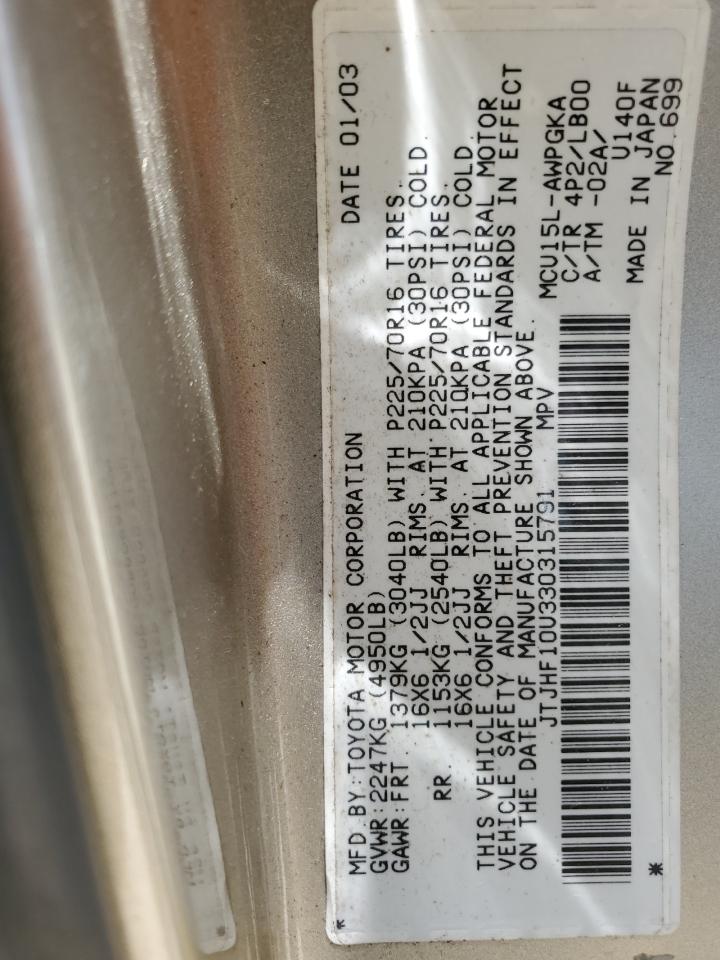 MFD. BY: TOYOTA MOTOR CORPORATION DATE 01/03
GVWR: 2247KG (4950LB)
GAWR: FRT. 1379KG (3040LB) WITH P225/70R16 TIRES.
16X6 1/2JJ RIMS. AT 210KPA (30PSI) COLD.
RR. 1153KG (2540LB) WITH P225/70R16 TIRES.
16X6 1/2JJ RIMS. AT 210KPA (30PSI) COLD.
THIS VEHICLE CONFORMS TO ALL APPLICABLE FEDERAL MOTOR
VEHICLE SAFETY AND THEFT PREVENTION STANDARDS IN EFFECT
ON THE DATE OF MANUFACTURE SHOWN ABOVE.
JTJHF10U330315791 MPV
MCU15L-AWPGKA
C/TR 4P2/LB00
A/TM -02A/
U140F
MADE IN JAPAN
* NO. 699